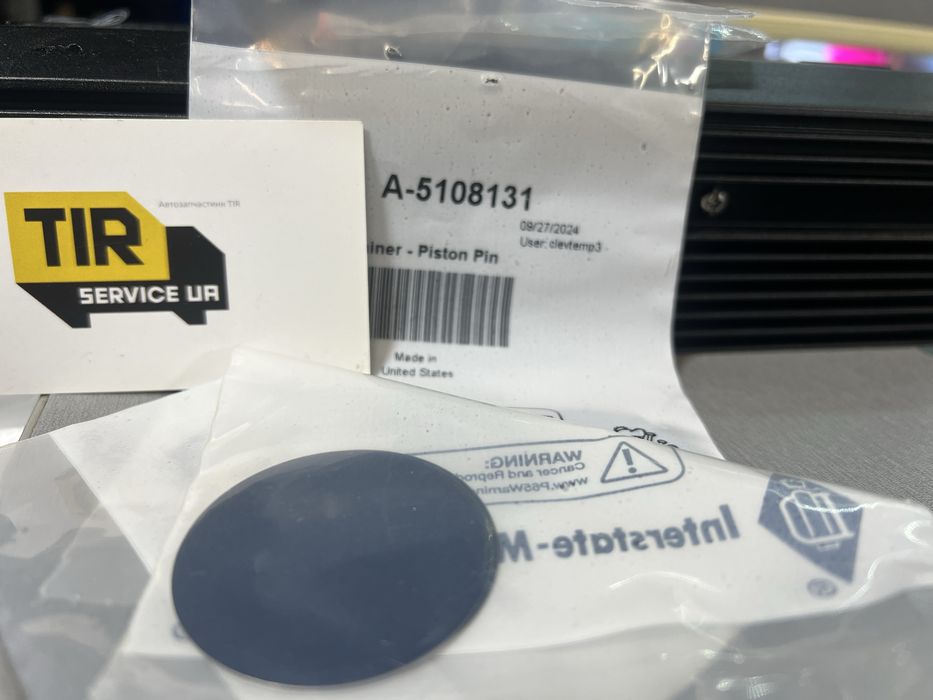 A-5108131
09/27/2024
User: clevtemp3
iner - Piston Pin
Made in
United States
Автозапчастини TIR
TIR
SERVICE UA
WARNING:
Cancer and Reprod
www.P65Warnin
Interstate-M
®